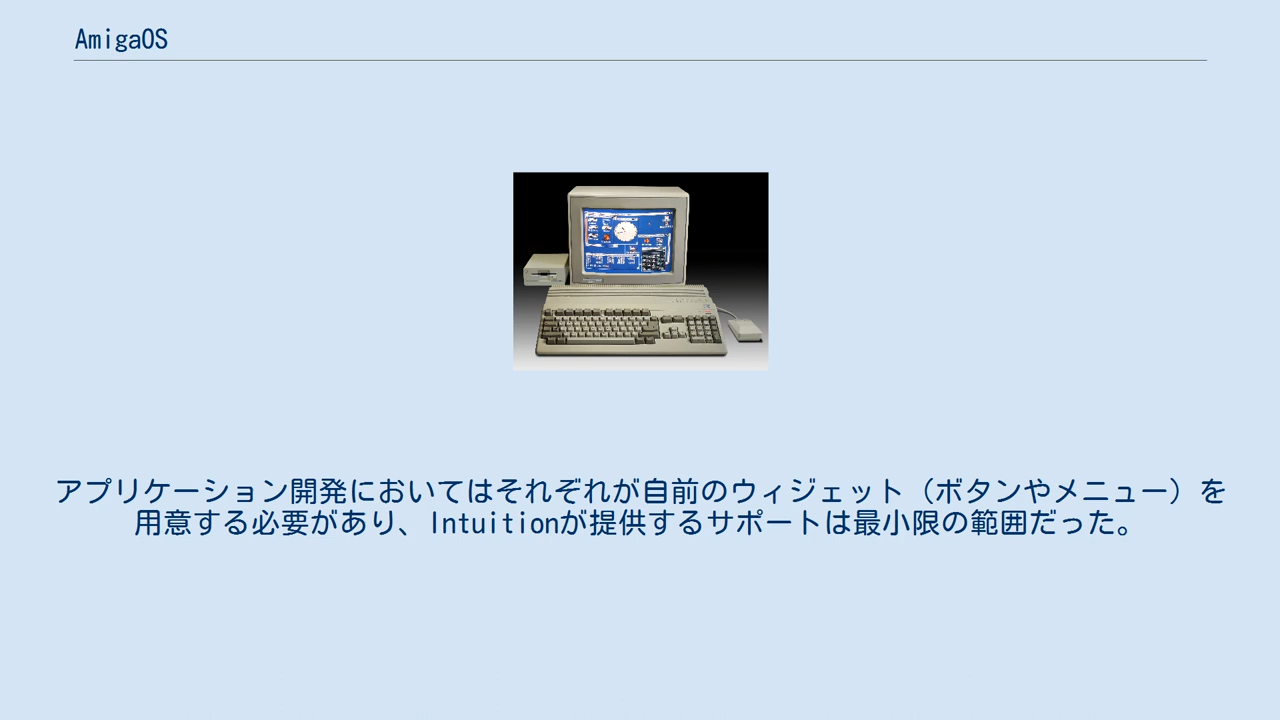 AmigaOS
アプリケーション開発においてはそれぞれが自前のウィジェット（ボタンやメニュー）を
用意する必要があり、Intuitionが提供するサポートは最小限の範囲だった。